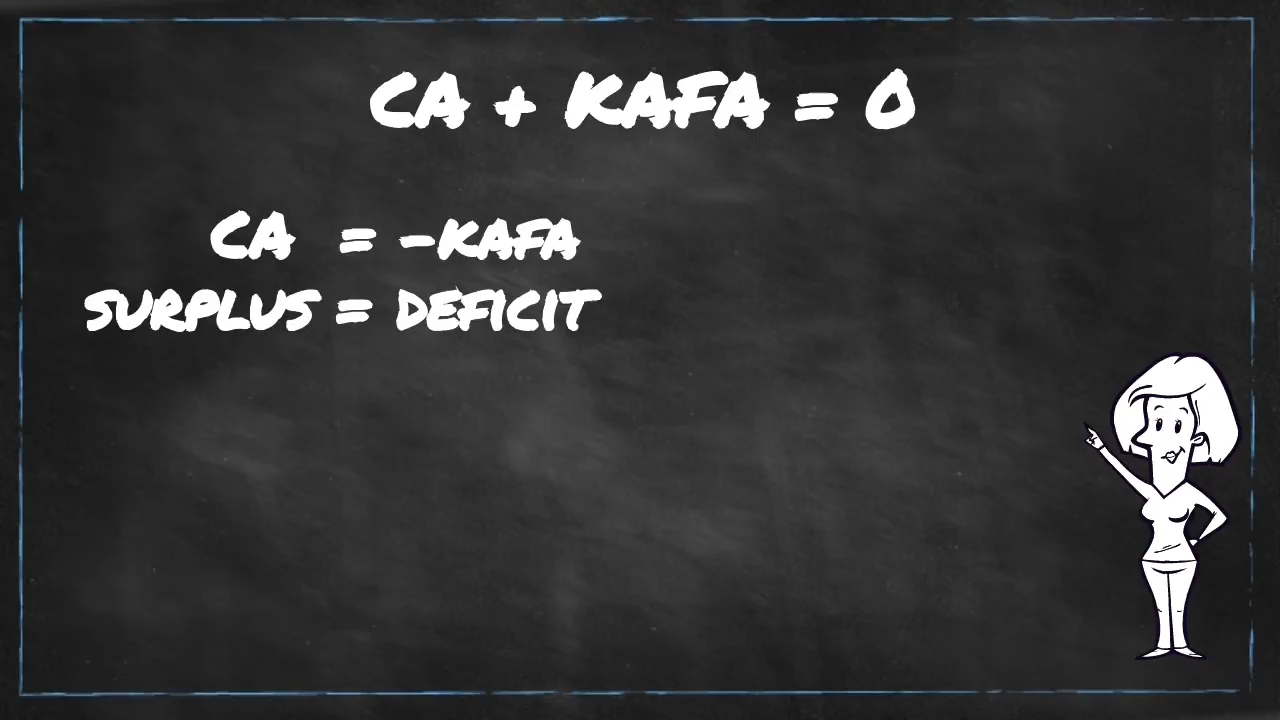 CA + KAFA = 0
CA = -KAFA
SURPLUS = DEFICIT